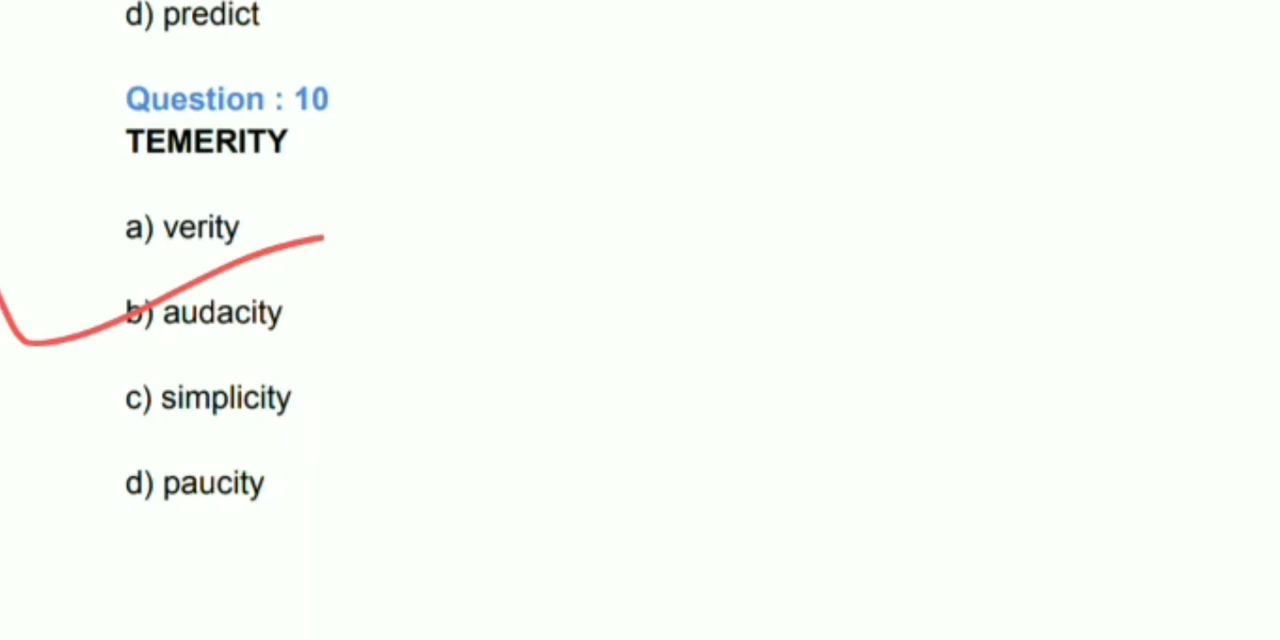 d) predict
Question : 10
TEMERITY
a) verity
b) audacity
c) simplicity
d) paucity